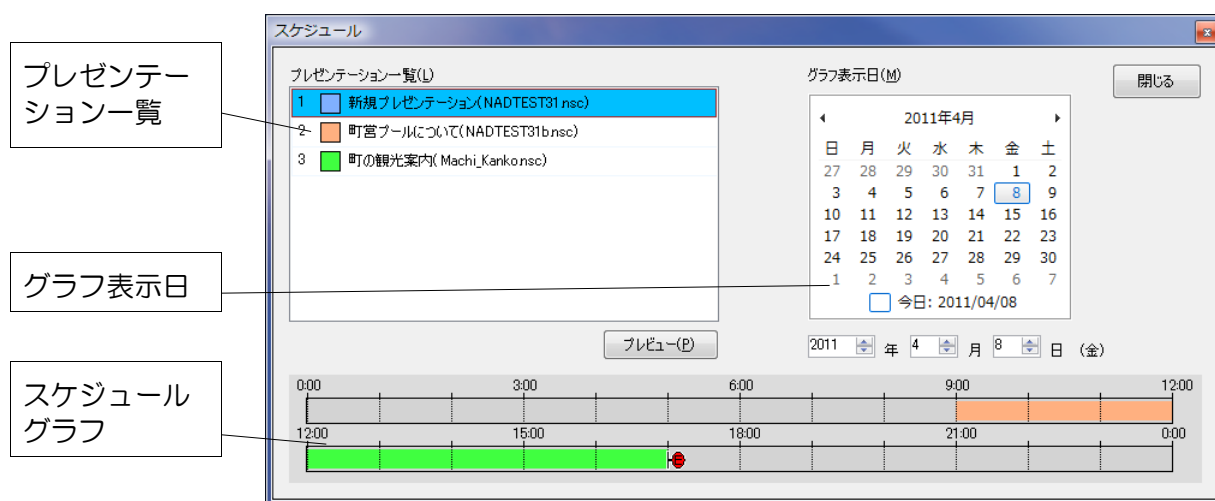 スケジュール
プレゼンテー
ション一覧
グラフ表示日
スケジュール
グラフ
プレゼンテーション一覧(L)
1 新規プレゼンテーション(NADTEST31.nsc)
2 町営プールについて(NADTEST31b.nsc)
3 町の観光案内( Machi_Kanko.nsc)
プレビュー(P)
グラフ表示日(M)
閉じる
2011年4月
日 月 火 水 木 金 土
27 28 29 30 31 1 2
3 4 5 6 7 8 9
10 11 12 13 14 15 16
17 18 19 20 21 22 23
24 25 26 27 28 29 30
1 2 3 4 5 6 7
今日: 2011/04/08
2011 年 4 月 8 日 (金)
0:00 3:00 6:00 9:00 12:00
12:00 15:00 18:00 21:00 0:00